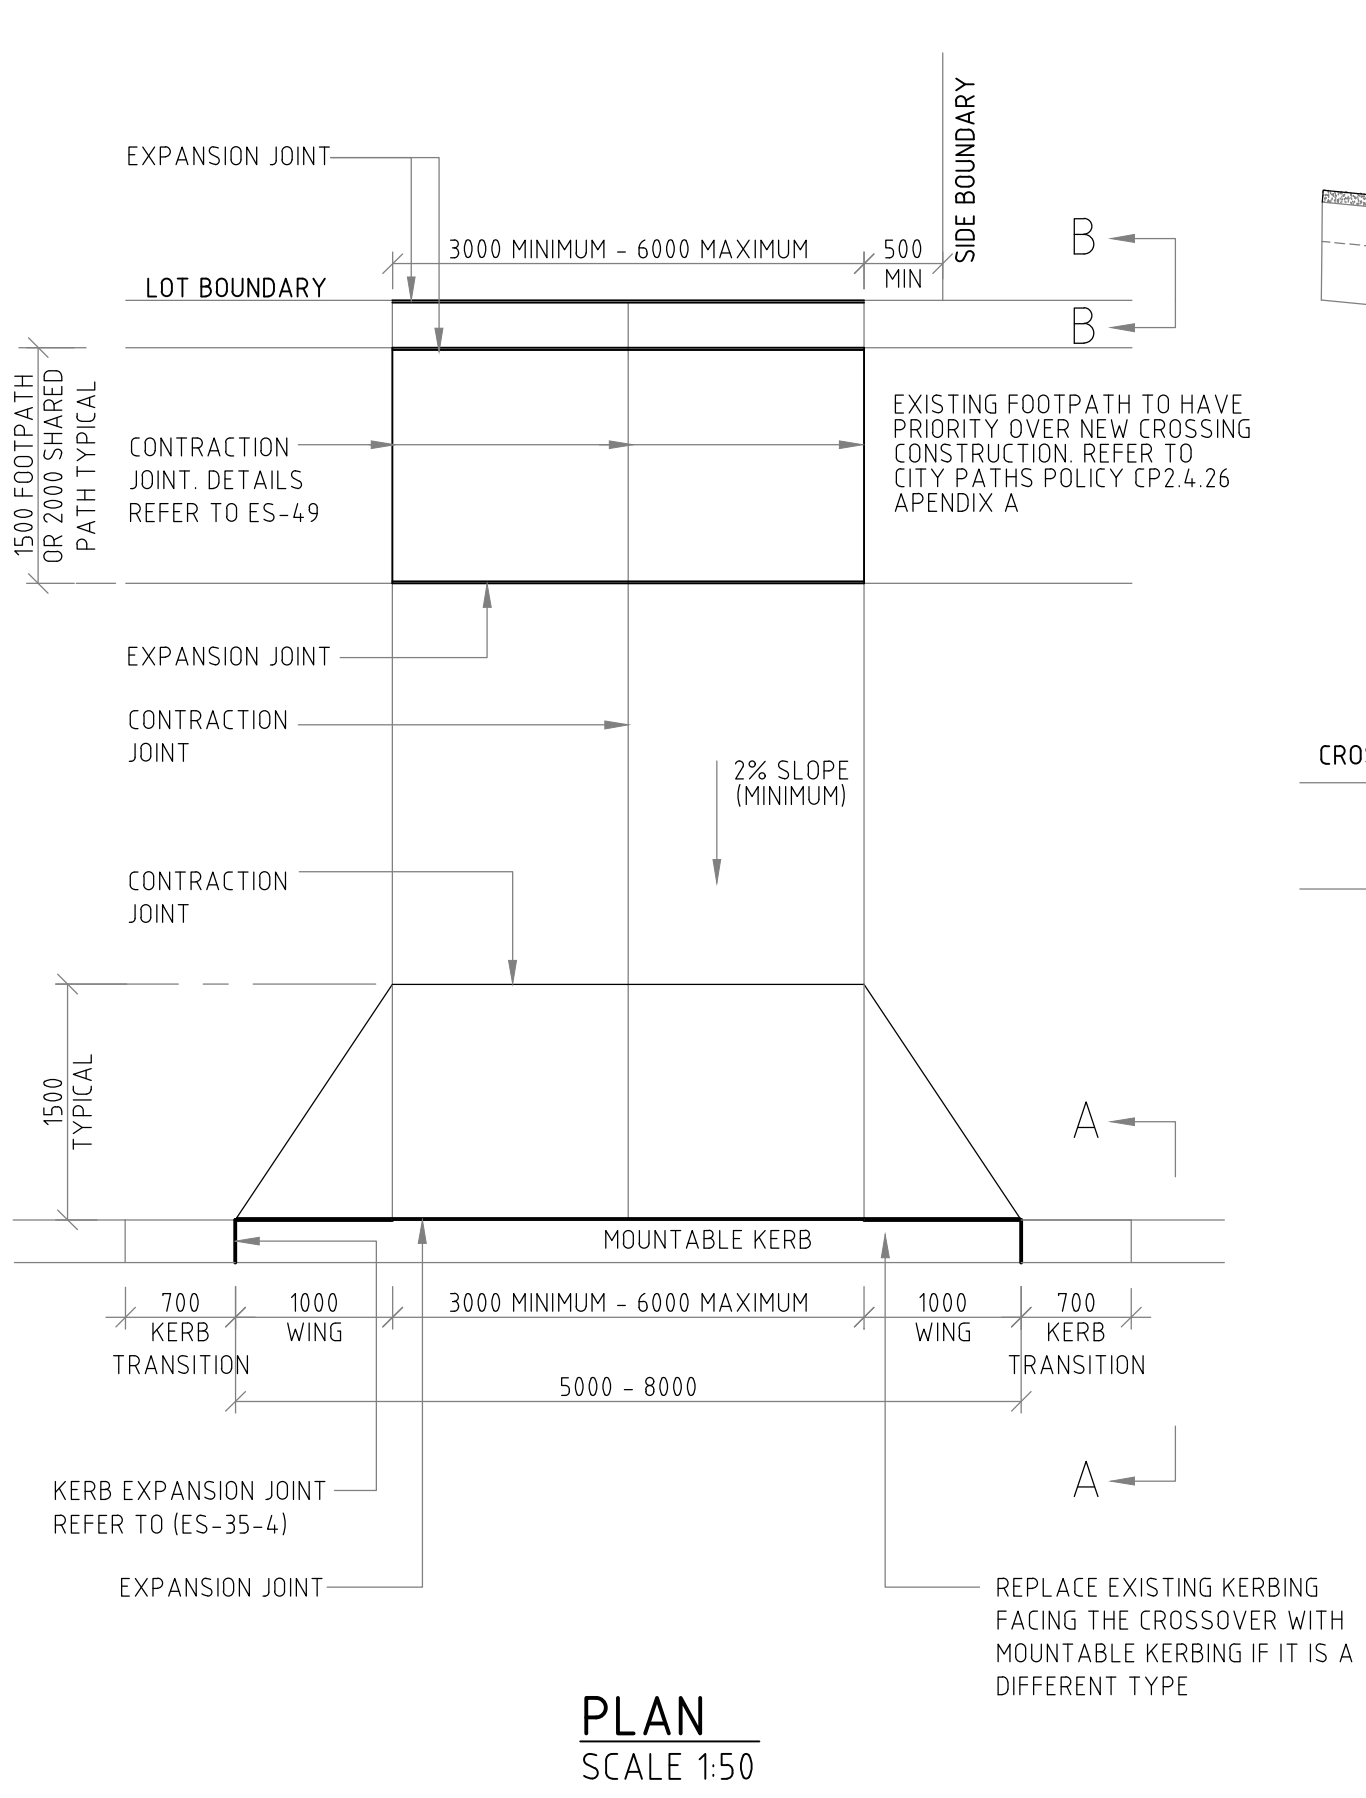 SIDE BOUNDARY
EXPANSION JOINT
B
3000 MINIMUM - 6000 MAXIMUM
500
MIN
LOT BOUNDARY
B
1500 FOOTPATH
OR 2000 SHARED
PATH TYPICAL
CONTRACTION
JOINT. DETAILS
REFER TO ES-49
EXISTING FOOTPATH TO HAVE
PRIORITY OVER NEW CROSSING
CONSTRUCTION. REFER TO
CITY PATHS POLICY CP2.4.26
APENDIX A
EXPANSION JOINT
CONTRACTION
JOINT
CROS
2% SLOPE
(MINIMUM)
CONTRACTION
JOINT
1500
TYPICAL
A
MOUNTABLE KERB
700
KERB
TRANSITION
1000
WING
3000 MINIMUM - 6000 MAXIMUM
1000
WING
700
KERB
TRANSITION
5000 - 8000
KERB EXPANSION JOINT
REFER TO (ES-35-4)
A
EXPANSION JOINT
REPLACE EXISTING KERBING
FACING THE CROSSOVER WITH
MOUNTABLE KERBING IF IT IS A
DIFFERENT TYPE
PLAN
SCALE 1:50